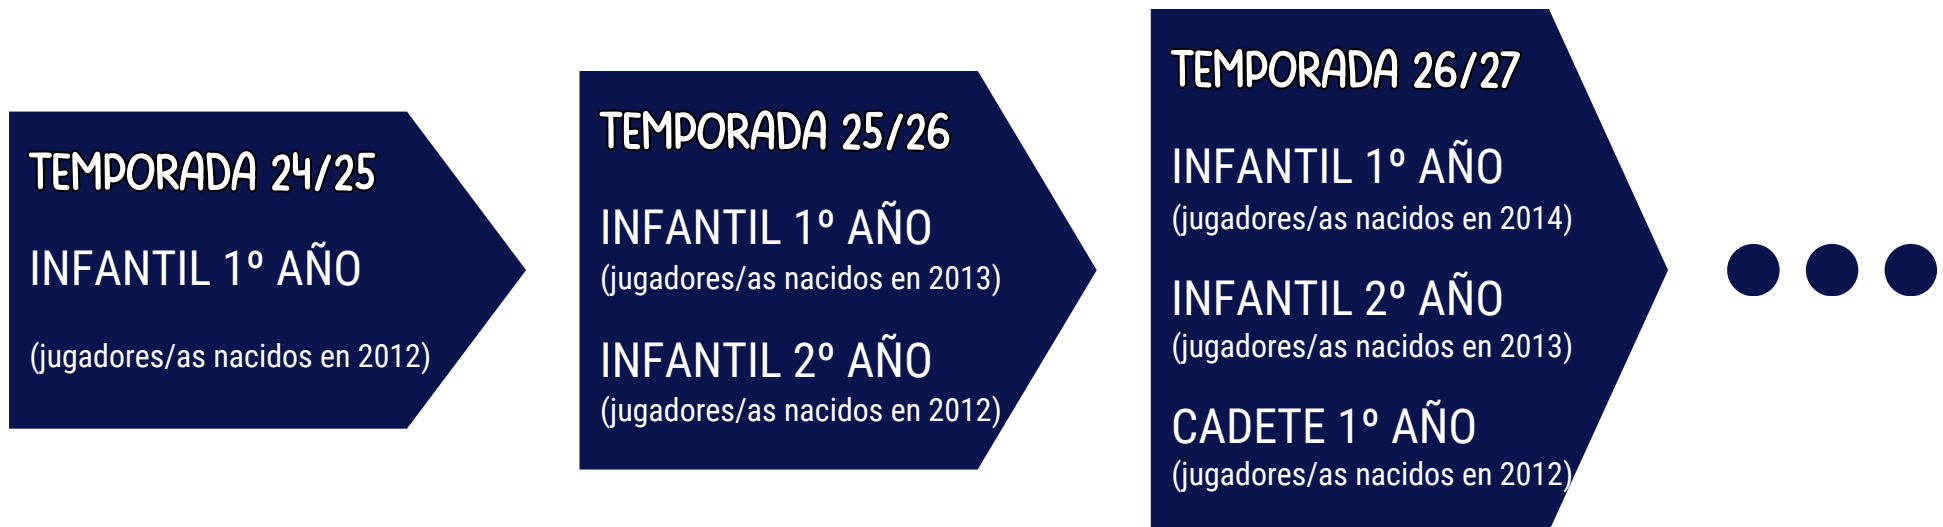 TEMPORADA 24/25
INFANTIL 1º AÑO
(jugadores/as nacidos en 2012)
TEMPORADA 25/26
INFANTIL 1º AÑO
(jugadores/as nacidos en 2013)
INFANTIL 2º AÑO
(jugadores/as nacidos en 2012)
TEMPORADA 26/27
INFANTIL 1º AÑO
(jugadores/as nacidos en 2014)
INFANTIL 2º AÑO
(jugadores/as nacidos en 2013)
CADETE 1º AÑO
(jugadores/as nacidos en 2012)